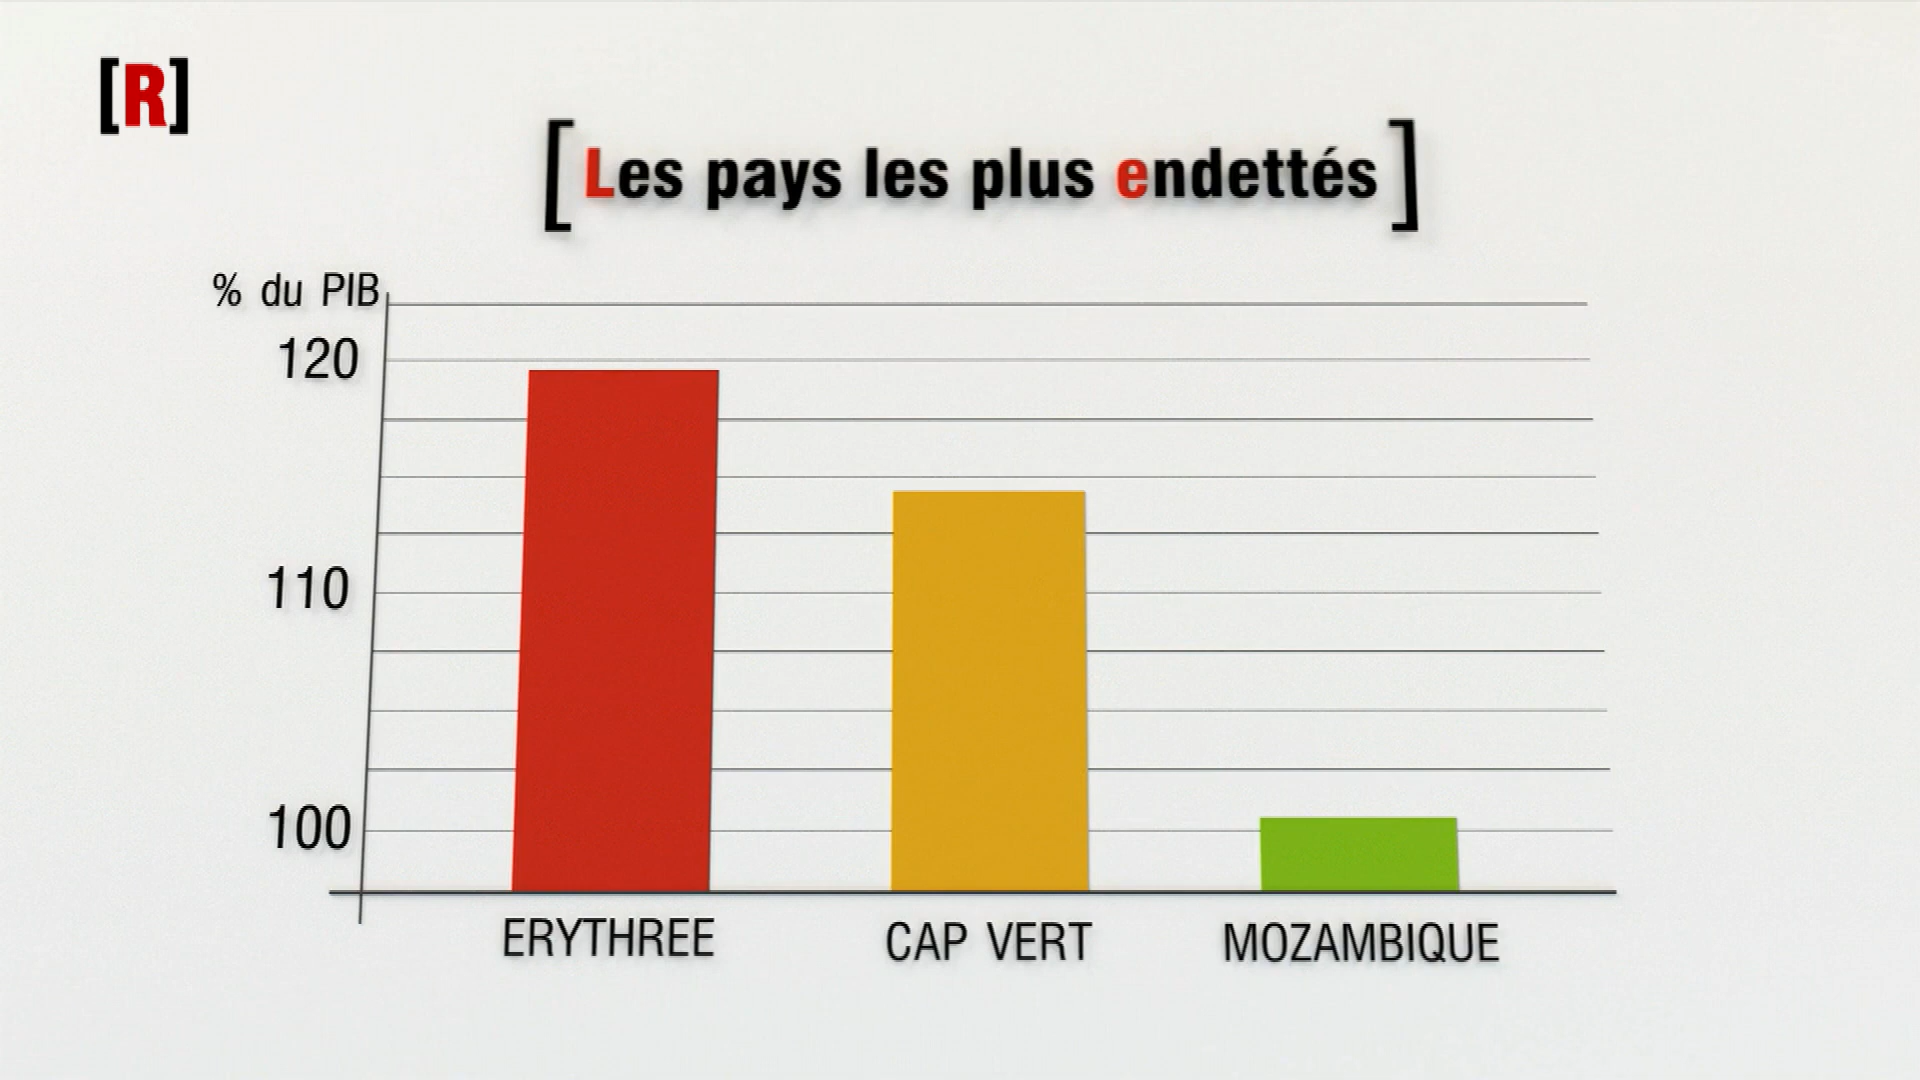 [R]
[Les pays les plus endettés]
% du PIB
120
110
100
ERYTHREE
CAP VERT
MOZAMBIQUE